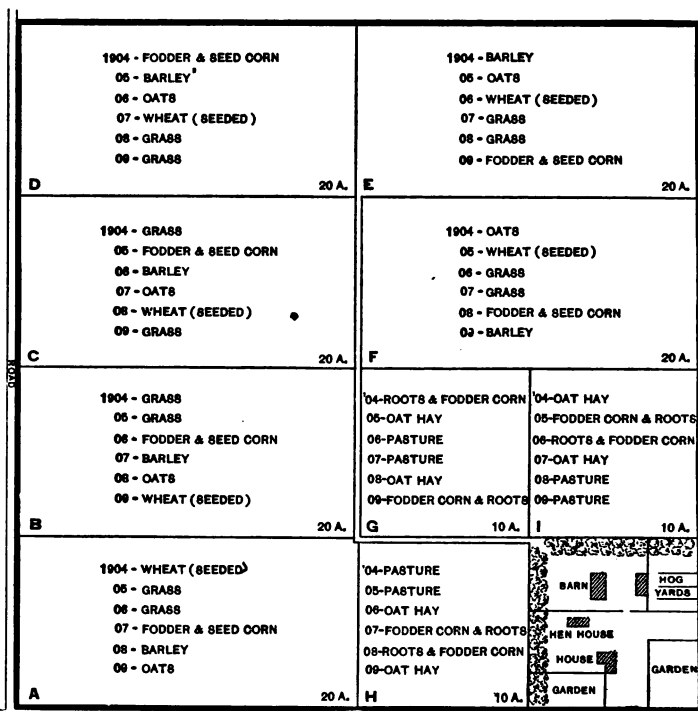 1904 - FODDER & SEED CORN
05 - BARLEY
06 - OATS
07 - WHEAT (SEEDED)
08 - GRASS
09 - GRASS
D 20 A.
1904 - BARLEY
05 - OATS
06 - WHEAT (SEEDED)
07 - GRASS
08 - GRASS
09 - FODDER & SEED CORN
E 20 A.
1904 - GRASS
05 - FODDER & SEED CORN
06 - BARLEY
07 - OATS
08 - WHEAT (SEEDED)
09 - GRASS
C 20 A.
1904 - OATS
05 - WHEAT (SEEDED)
06 - GRASS
07 - GRASS
08 - FODDER & SEED CORN
09 - BARLEY
F 20 A.
ROAD
1904 - GRASS
05 - GRASS
06 - FODDER & SEED CORN
07 - BARLEY
08 - OATS
09 - WHEAT (SEEDED)
B 20 A.
'04-ROOTS & FODDER CORN
05-OAT HAY
06-PASTURE
07-PASTURE
08-OAT HAY
09-FODDER CORN & ROOTS
G 10 A.
'04-OAT HAY
05-FODDER CORN & ROOTS
06-ROOTS & FODDER CORN
07-OAT HAY
08-PASTURE
09-PASTURE
I 10 A.
1904 - WHEAT (SEEDED)
05 - GRASS
06 - GRASS
07 - FODDER & SEED CORN
08 - BARLEY
09 - OATS
A 20 A.
'04-PASTURE
05-PASTURE
06-OAT HAY
07-FODDER CORN & ROOTS
08-ROOTS & FODDER CORN
09-OAT HAY
H 10 A.
BARN
HOG
YARDS
HEN HOUSE
HOUSE
GARDEN
GARDEN